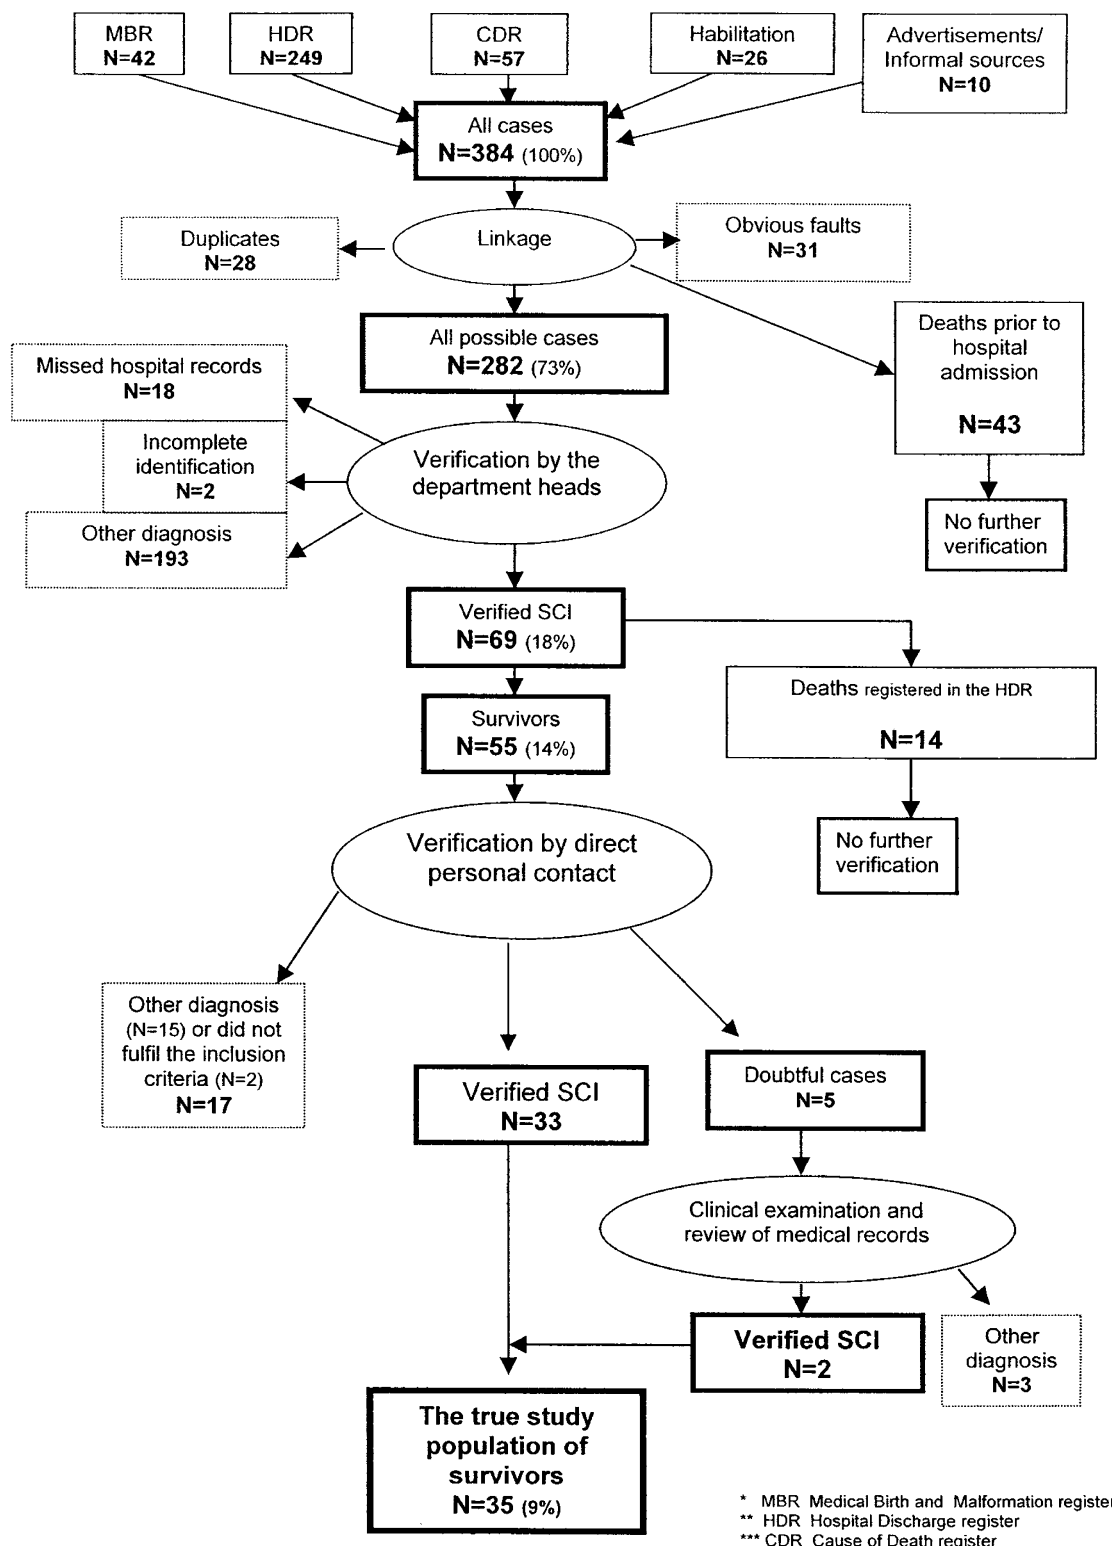 MBR
N=42
HDR
N=249
CDR
N=57
Habilitation
N=26
Advertisements/
Informal sources
N=10
All cases
N=384 (100%)
Linkage
Duplicates
N=28
Obvious faults
N=31
All possible cases
N=282 (73%)
Deaths prior to
hospital
admission
N=43
Missed hospital records
N=18
Incomplete
identification
N=2
Other diagnosis
N=193
Verification by the
department heads
No further
verification
Verified SCI
N=69 (18%)
Deaths registered in the HDR
N=14
Survivors
N=55 (14%)
No further
verification
Verification by direct
personal contact
Other diagnosis
(N=15) or did not
fulfil the inclusion
criteria (N=2)
N=17
Verified SCI
N=33
Doubtful cases
N=5
Clinical examination and
review of medical records
Verified SCI
N=2
Other
diagnosis
N=3
The true study
population of
survivors
N=35 (9%)
* MBR Medical Birth and Malformation register
** HDR Hospital Discharge register
*** CDR Cause of Death register